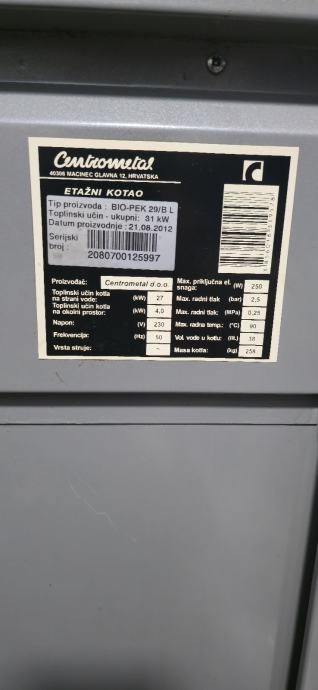 Centrometal
40306 MACINEC GLAVNA 12, HRVATSKA
ETAŽNI KOTAO
Tip proizvoda : BIO-PEK 29/B L
Toplinski učin - ukupni: 31 kW
Datum proizvodnje : 21.08.2012
Serijski broj : 2080700125997
Proizvođač: Centrometal d.o.o.
Toplinski učin kotla na strani vode: (kW) 27
Toplinski učin kotla na okolni prostor: (kW) 4,0
Napon: (V) 230
Frekvencija: (Hz) 50
Vrsta struje: ~
Max. priključna el. snaga: (W) 250
Max. radni tlak (bar) 2,5
Max. radni tlak: (MPa) 0,25
Max. radna temp.: (°C) 90
Vol. vode u kotlu: (lit.) 38
Masa kotla: (kg) 258